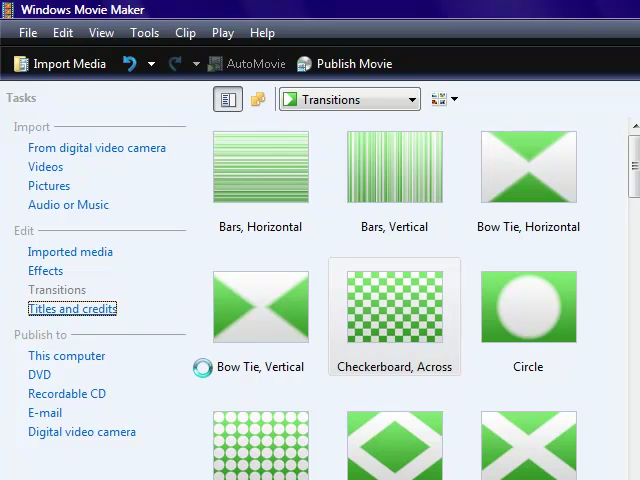 Windows Movie Maker
File Edit View Tools Clip Play Help
Import Media AutoMovie Publish Movie
Tasks
Transitions
Import
From digital video camera
Videos
Pictures
Audio or Music
Edit
Imported media
Effects
Transitions
Titles and credits
Publish to
This computer
DVD
Recordable CD
E-mail
Digital video camera
Bars, Horizontal Bars, Vertical Bow Tie, Horizontal
Bow Tie, Vertical Checkerboard, Across Circle